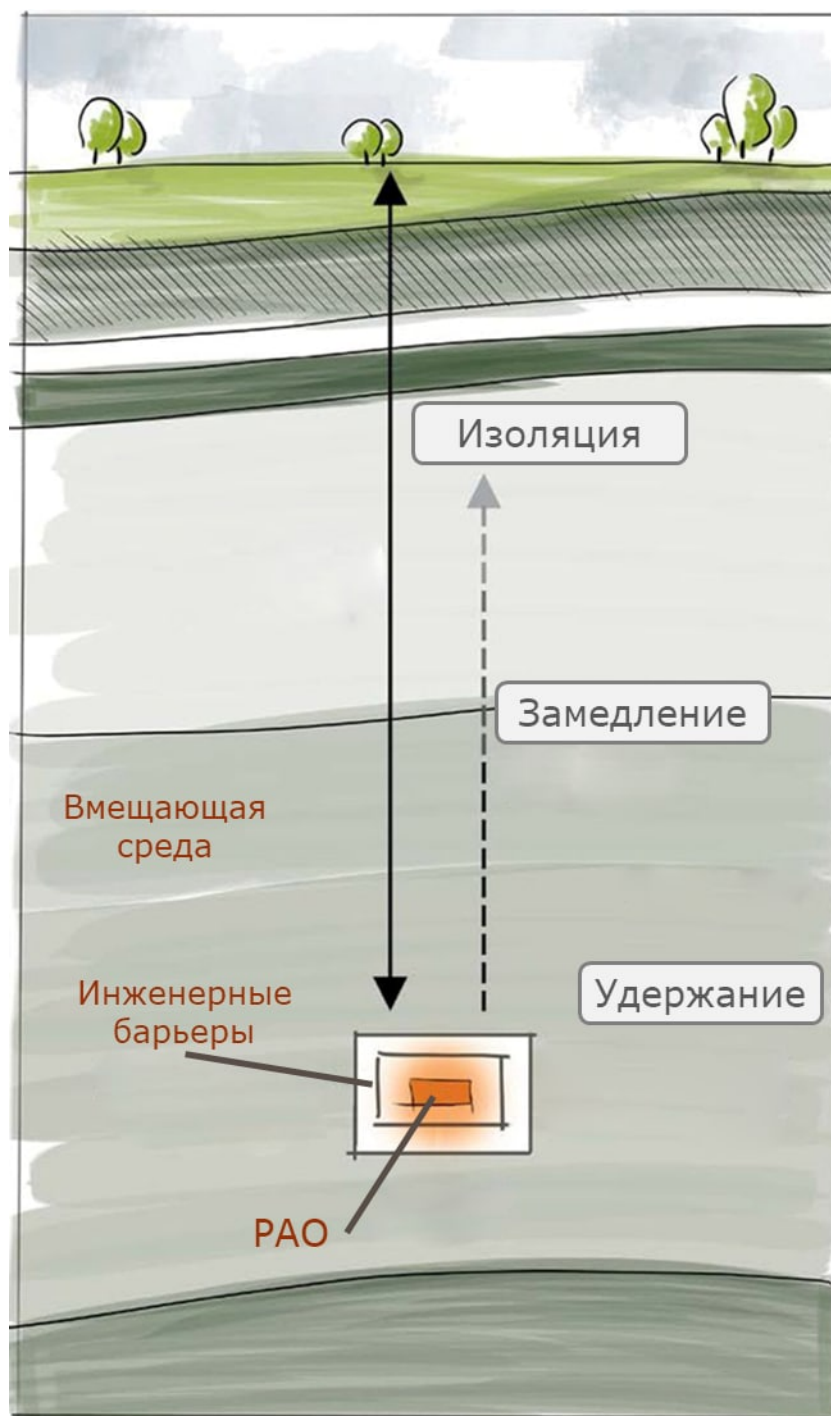 Изоляция
Замедление
Вмещающая
среда
Удержание
Инженерные
барьеры
РАО